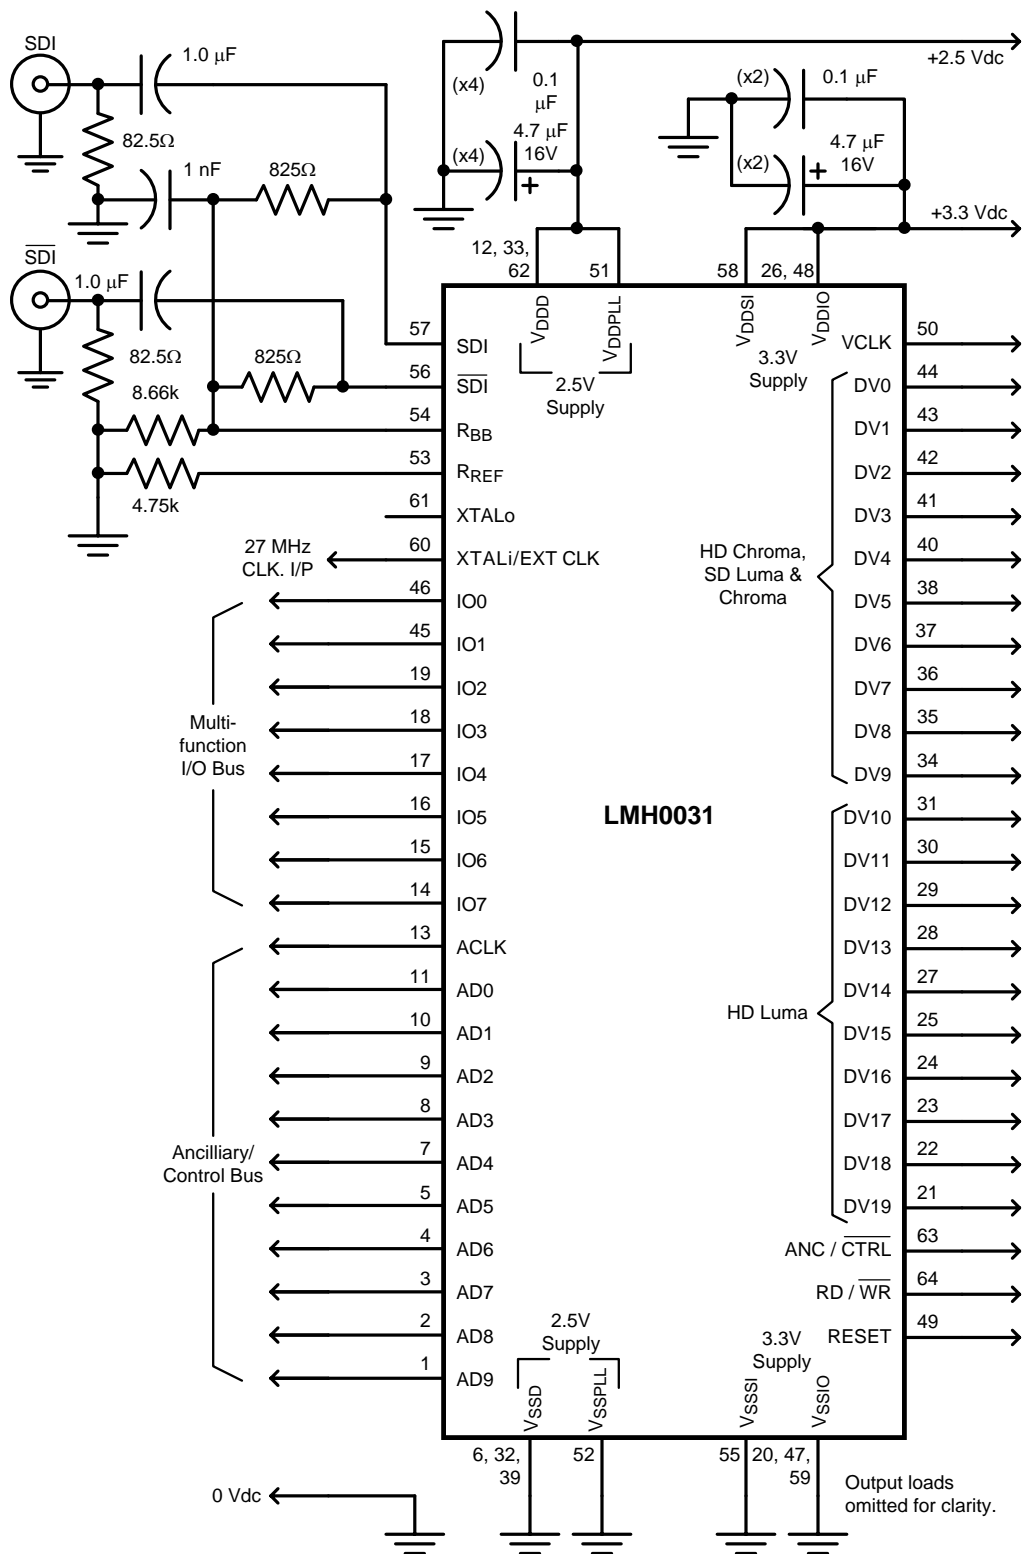 SDI
1.0 μF
82.5Ω
1 nF
825Ω
S̅D̅I̅
1.0 μF
82.5Ω
825Ω
8.66k
4.75k
(x4)
0.1
μF
(x4)
4.7 μF
16V
+
+2.5 Vdc
(x2)
0.1 μF
(x2)
4.7 μF
16V
+
+3.3 Vdc
12, 33,
62
51
58
26, 48
VDDD
VDDPLL
2.5V
Supply
VDDSI
VDDIO
3.3V
Supply
57 SDI
56 S̅D̅I̅
54 RBB
53 RREF
61 XTALo
27 MHz
CLK. I/P
60 XTALi/EXT CLK
46 IO0
45 IO1
19 IO2
18 IO3
17 IO4
16 IO5
15 IO6
14 IO7
Multi-
function
I/O Bus
13 ACLK
11 AD0
10 AD1
9 AD2
8 AD3
7 AD4
5 AD5
4 AD6
3 AD7
2 AD8
1 AD9
Ancilliary/
Control Bus
LMH0031
VCLK 50
DV0 44
DV1 43
DV2 42
DV3 41
DV4 40
DV5 38
DV6 37
DV7 36
DV8 35
DV9 34
HD Chroma,
SD Luma &
Chroma
DV10 31
DV11 30
DV12 29
DV13 28
DV14 27
DV15 25
DV16 24
DV17 23
DV18 22
DV19 21
HD Luma
ANC / C̅T̅R̅L̅ 63
RD / W̅R̅ 64
RESET 49
2.5V
Supply
VSSD
VSSPLL
3.3V
Supply
VSSSI
VSSIO
6, 32,
39
52
55
20, 47,
59
0 Vdc
Output loads
omitted for clarity.